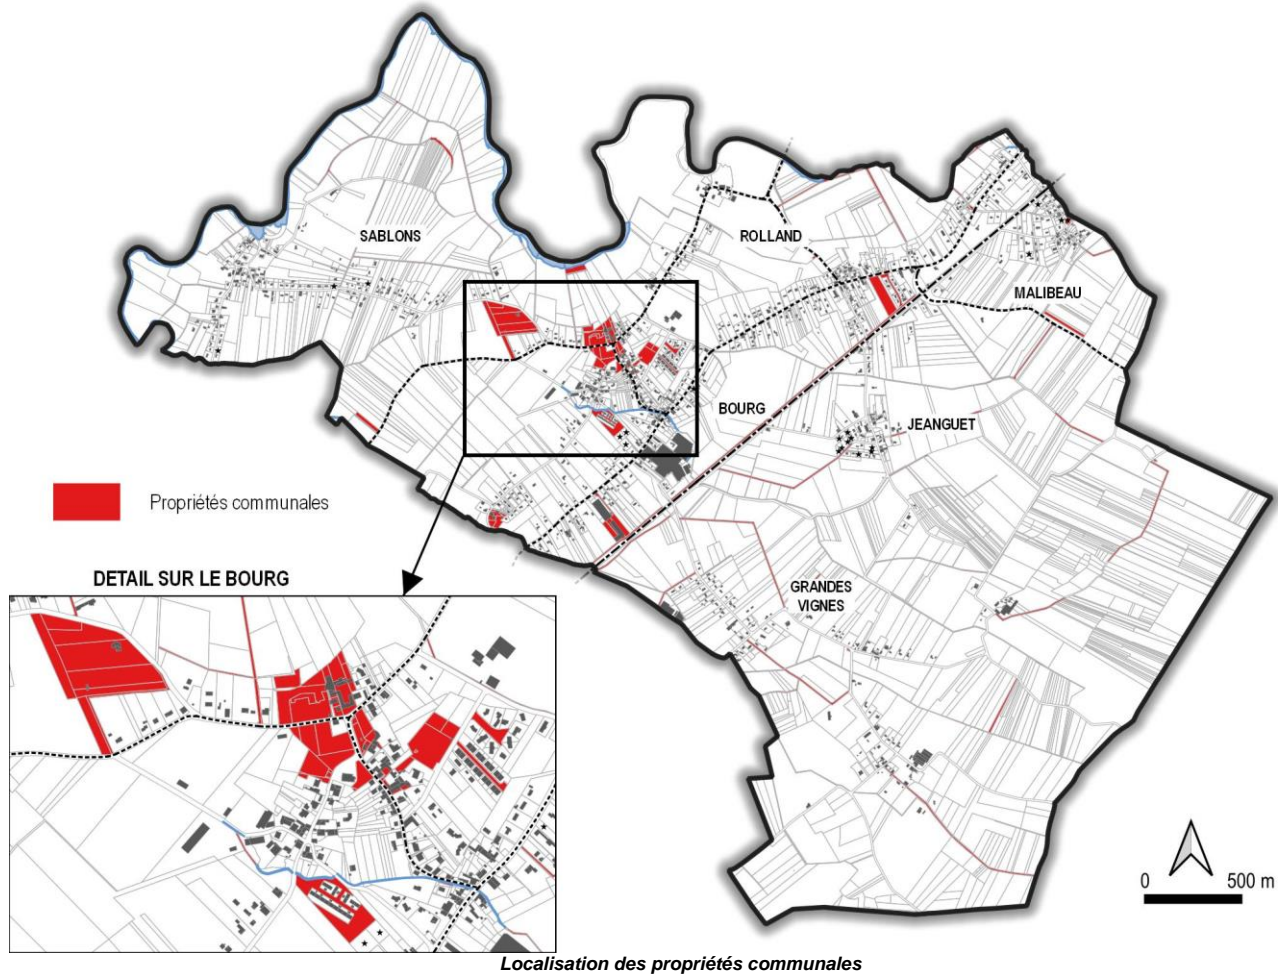 SABLONS
ROLLAND
MALIBEAU
BOURG
JEANGUET
Propriétés communales
DETAIL SUR LE BOURG
GRANDES
VIGNES
0 500 m
Localisation des propriétés communales